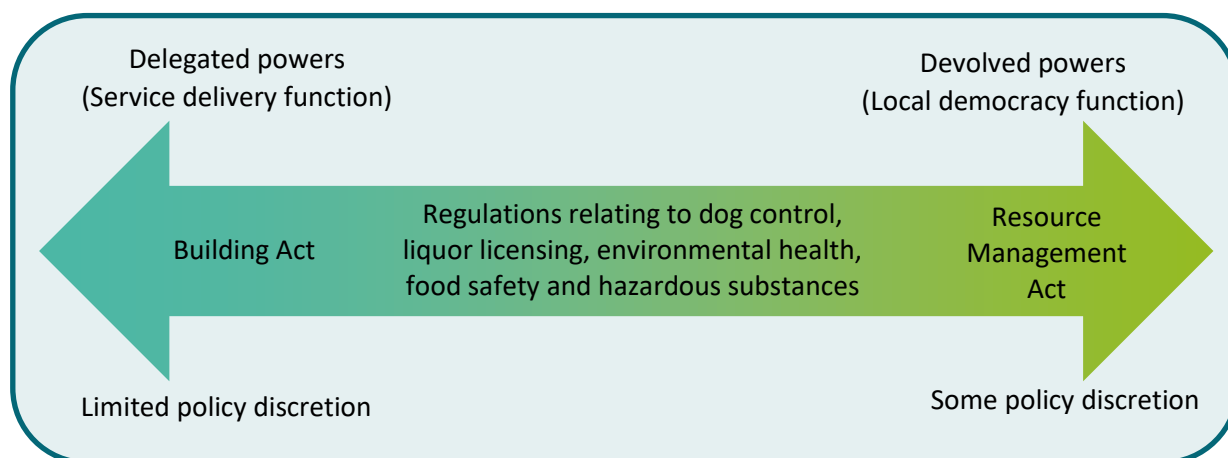 Delegated powers
(Service delivery function)
Devolved powers
(Local democracy function)
Building Act
Regulations relating to dog control,
liquor licensing, environmental health,
food safety and hazardous substances
Resource
Management
Act
Limited policy discretion
Some policy discretion